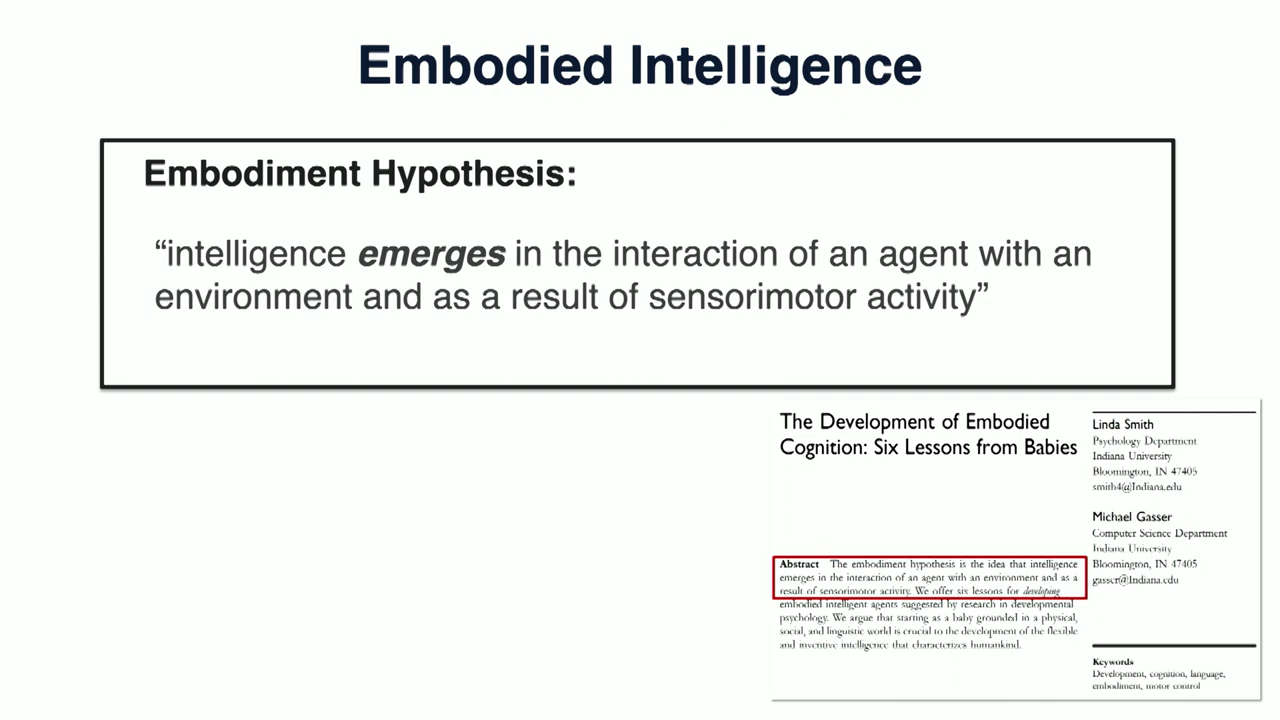 Embodied Intelligence
Embodiment Hypothesis:
“intelligence emerges in the interaction of an agent with an
environment and as a result of sensorimotor activity”
The Development of Embodied
Cognition: Six Lessons from Babies
Abstract The embodiment hypothesis is the idea that intelligence
emerges in the interaction of an agent with an environment and as a
result of sensorimotor activity. We offer six lessons for developing
embodied intelligent agents suggested by research in developmental
psychology. We argue that starting as a baby grounded in a physical,
social, and linguistic world is crucial to the development of the flexible
and inventive intelligence that characterizes humankind.
Linda Smith
Psychology Department
Indiana University
Bloomington, IN 47405
smith4@Indiana.edu
Michael Gasser
Computer Science Department
Indiana University
Bloomington, IN 47405
gasser@Indiana.edu
Keywords
Development, cognition, language,
embodiment, motor control